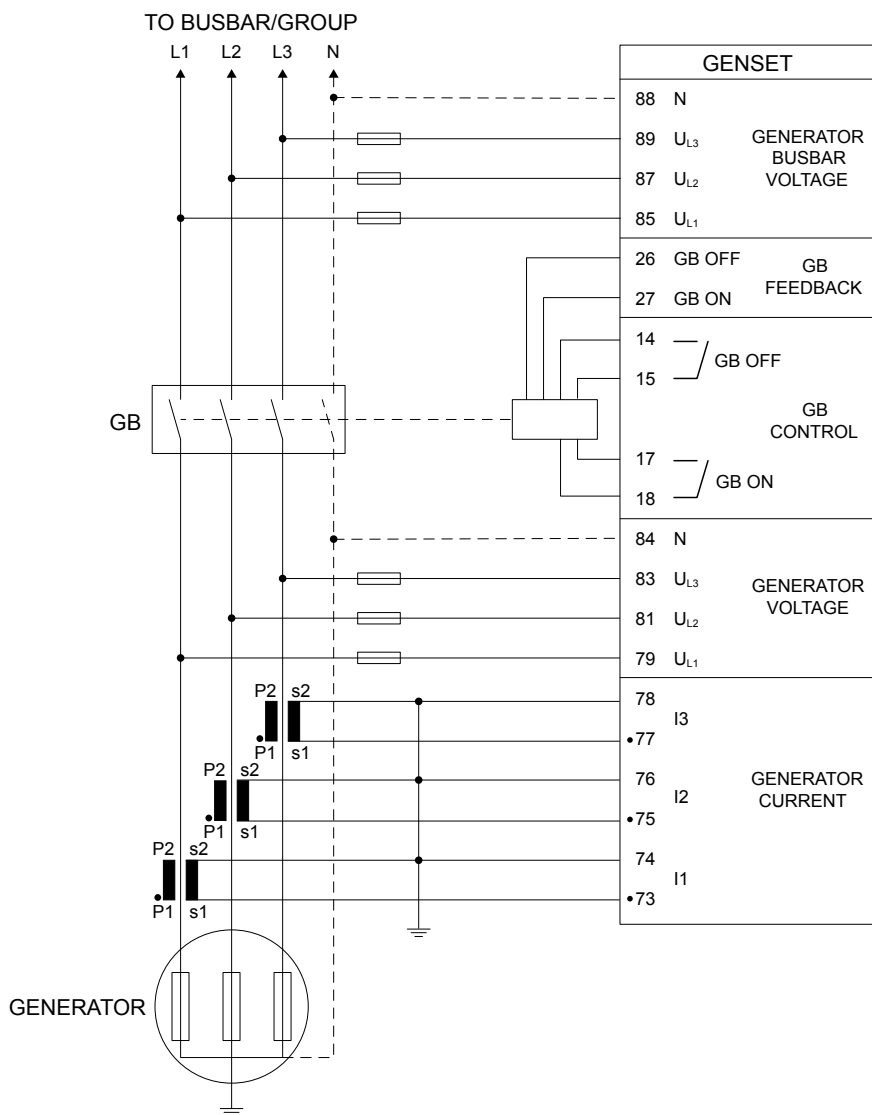 TO BUSBAR/GROUP
L1 L2 L3 N
GENSET
88 N
89 UL3
87 UL2
85 UL1
GENERATOR
BUSBAR
VOLTAGE
26 GB OFF
27 GB ON
GB
FEEDBACK
14
15
GB OFF
17
18
GB ON
GB
CONTROL
GB
84 N
83 UL3
81 UL2
79 UL1
GENERATOR
VOLTAGE
P2 s2
P1 s1
P2 s2
P1 s1
P2 s2
P1 s1
78
•77
I3
76
•75
I2
74
•73
I1
GENERATOR
CURRENT
GENERATOR